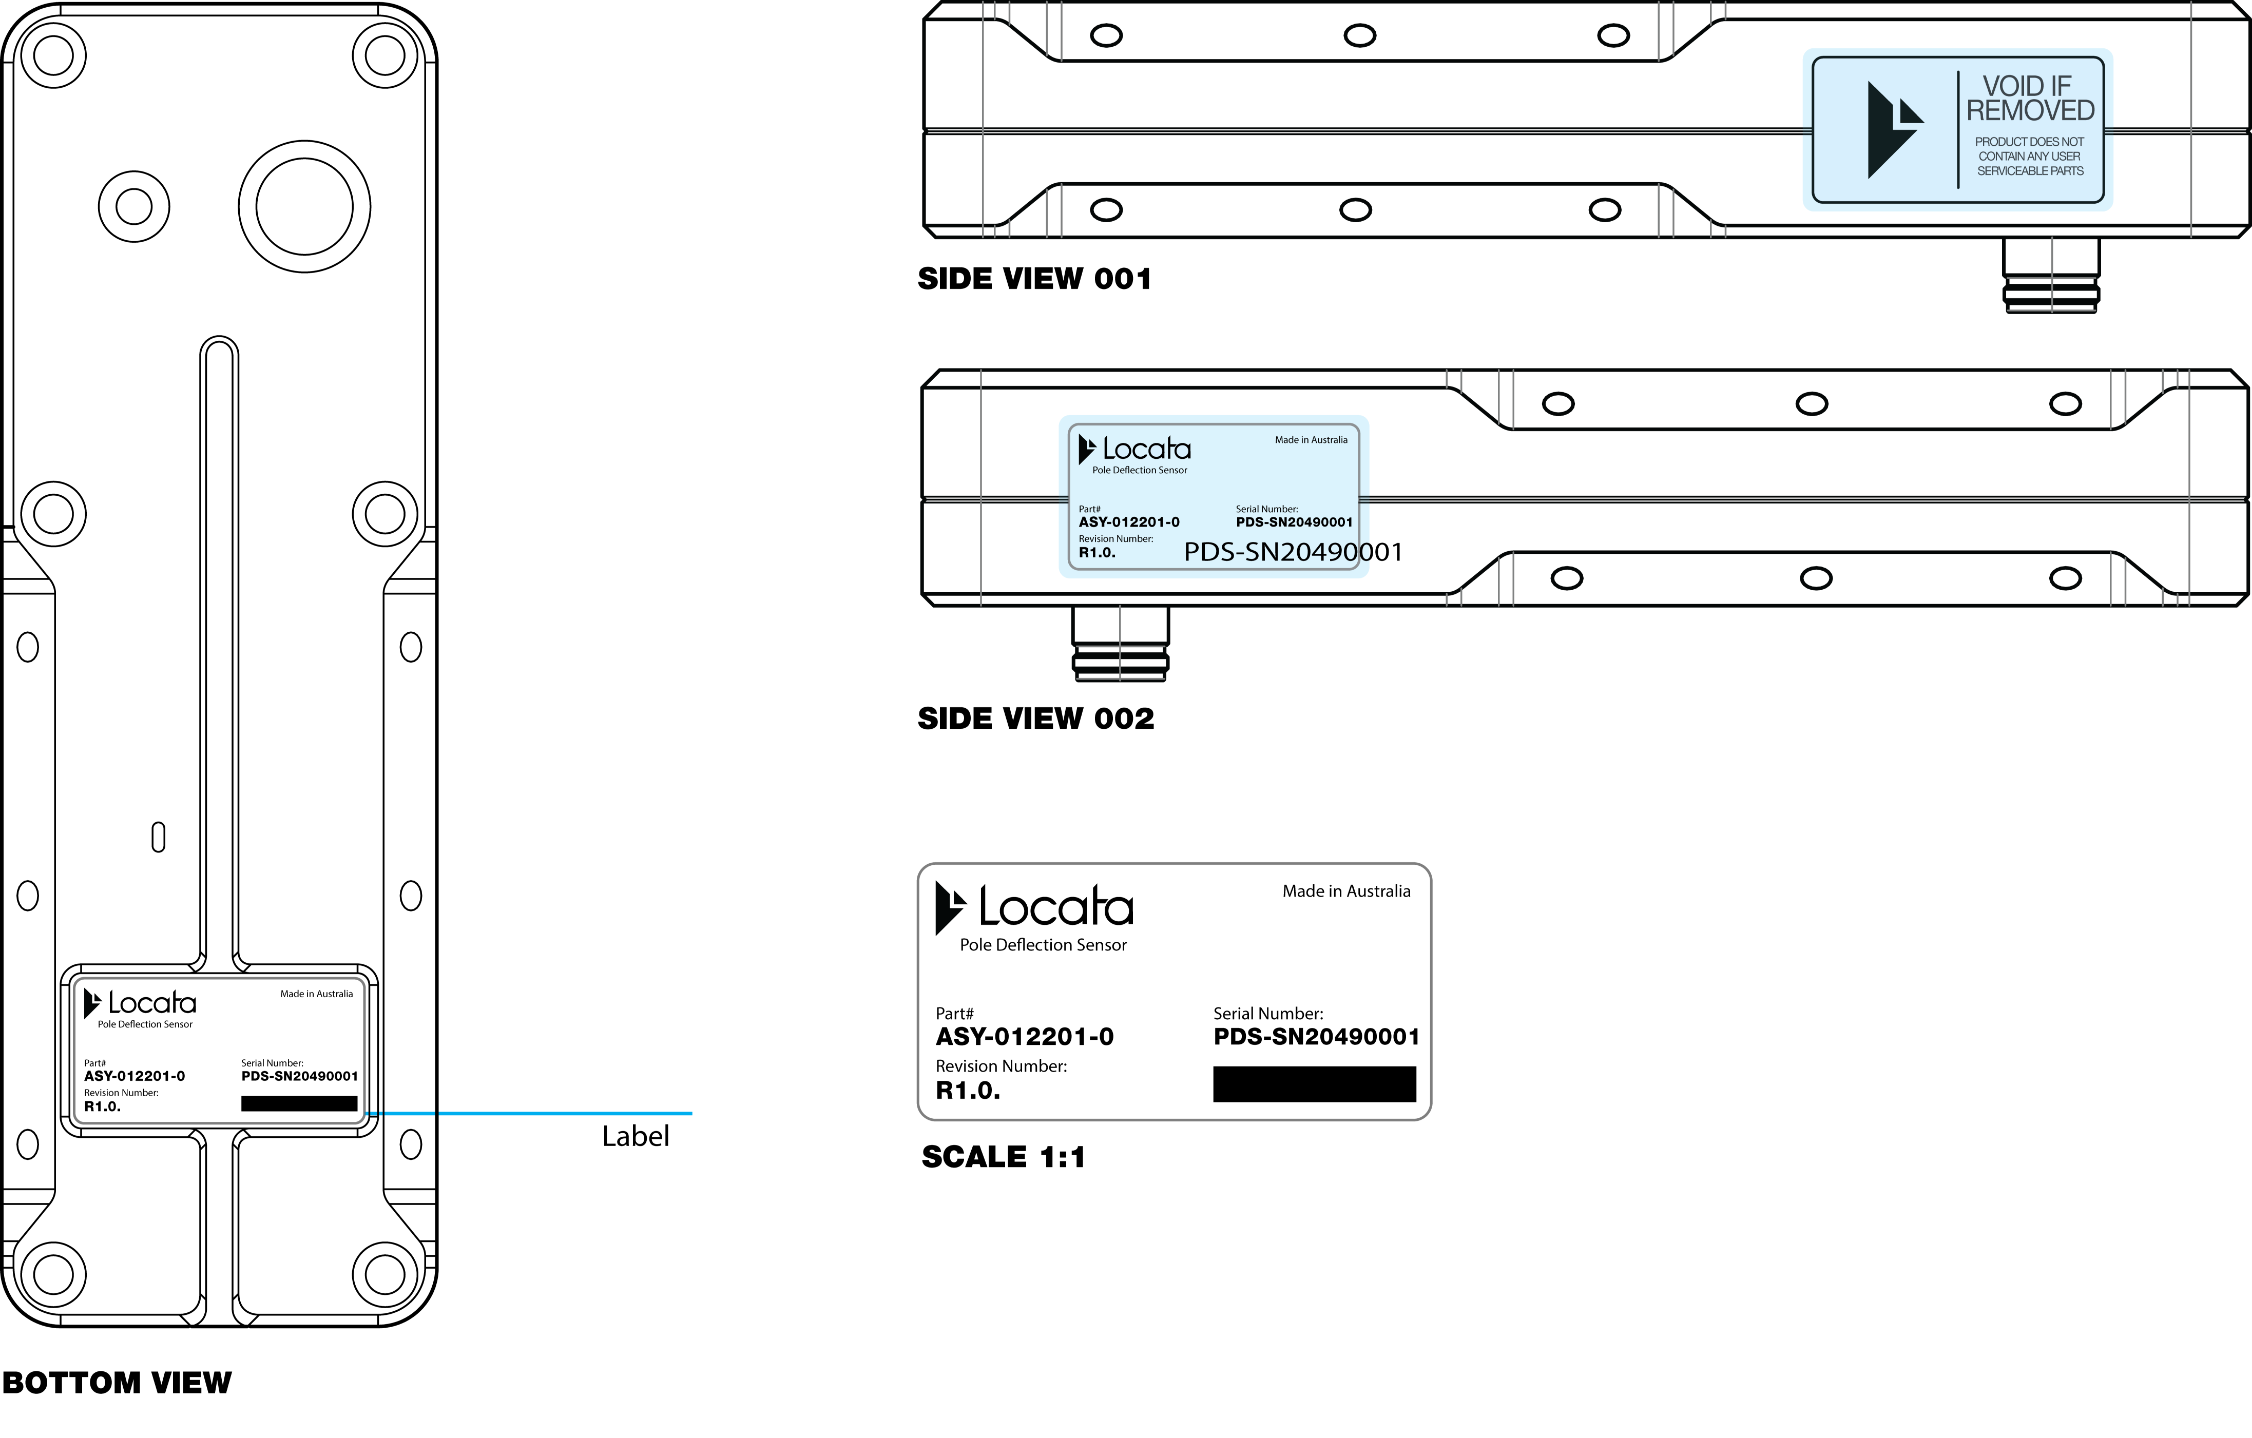 VOID IF
REMOVED
PRODUCT DOES NOT
CONTAIN ANY USER
SERVICEABLE PARTS
SIDE VIEW 001
Locata
Made in Australia
Pole Deflection Sensor
Part#
ASY-012201-0
Serial Number:
PDS-SN20490001
Revision Number:
R1.0.
PDS-SN20490001
SIDE VIEW 002
Locata
Made in Australia
Pole Deflection Sensor
Part#
ASY-012201-0
Serial Number:
PDS-SN20490001
Revision Number:
R1.0.
SCALE 1:1
Locata
Made in Australia
Pole Deflection Sensor
Part#
ASY-012201-0
Serial Number:
PDS-SN20490001
Revision Number:
R1.0.
Label
BOTTOM VIEW